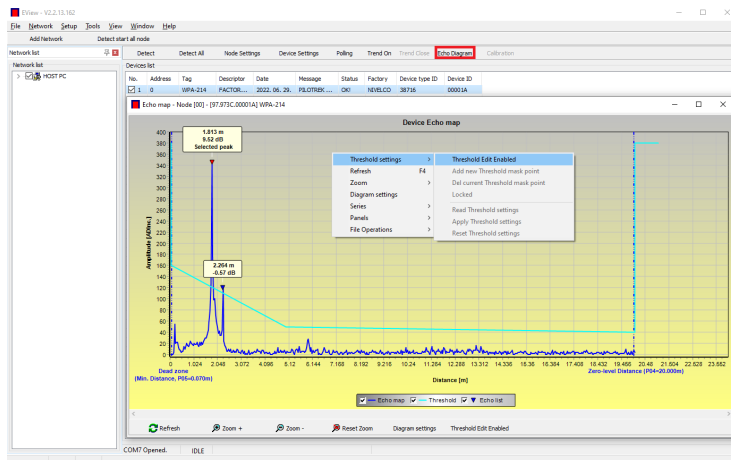 EView - V2.2.13.162
File Network Setup Tools View Window Help
Add Network Detect start all node
Network list
Detect Detect All Node Settings Device Settings Polling Trend On Trend Close Echo Diagram Calibration
Network list
Devices list
HOST PC
No. Address Tag Descriptor Date Message Status Factory Device type ID Device ID
1 0 WPA-214 FACTOR... 2022. 06. 29. PILOTREK ... OK! NIVELCO 38716 00001A
Echo map - Node [00] - [97.973C.00001A] WPA-214
Device Echo map
Amplitude [ADUnc.]
400
380
360
340
320
300
280
260
240
220
200
180
160
140
120
100
80
60
40
20
0
1.813 m
9.52 dB
Selected peak
2.264 m
-0.57 dB
Threshold settings >
Refresh F4
Zoom >
Diagram settings
Series >
Panels >
File Operations >
Threshold Edit Enabled
Add new Threshold mask point
Del current Threshold mask point
Locked
Read Threshold settings
Apply Threshold settings
Reset Threshold settings
0 1.024 2.048 3.072 4.096 5.12 6.144 7.168 8.192 9.216 10.24 11.264 12.288 13.312 14.336 15.36 16.384 17.408 18.432 19.456 20.48 21.504 22.528 23.552
Dead zone
(Min. Distance, P05=0.070m)
Zero-level Distance (P04=20.000m)
Distance [m]
Echo map Threshold Echo list
Refresh Zoom + Zoom - Reset Zoom Diagram settings Threshold Edit Enabled
COM7 Opened. IDLE